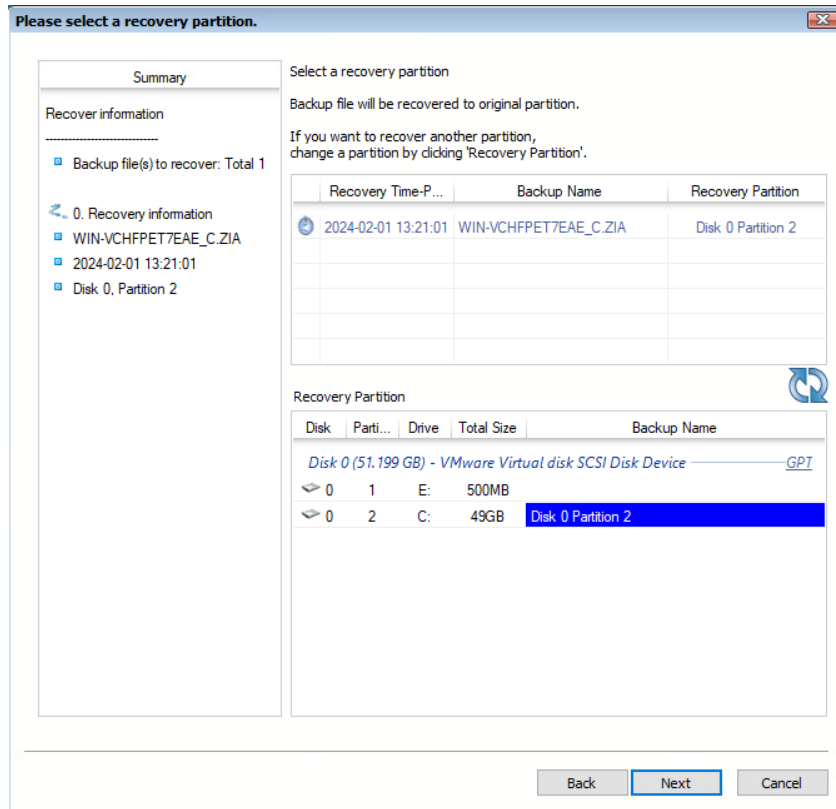 Please select a recovery partition.
Summary
Recover information
------------------------------
Backup file(s) to recover: Total 1
0. Recovery information
WIN-VCHFPET7EAE_C.ZIA
2024-02-01 13:21:01
Disk 0, Partition 2
Select a recovery partition
Backup file will be recovered to original partition.
If you want to recover another partition,
change a partition by clicking 'Recovery Partition'.
Recovery Time-P... Backup Name Recovery Partition
2024-02-01 13:21:01 WIN-VCHFPET7EAE_C.ZIA Disk 0 Partition 2
Recovery Partition
Disk Parti... Drive Total Size Backup Name
Disk 0 (51.199 GB) - VMware Virtual disk SCSI Disk Device GPT
0 1 E: 500MB
0 2 C: 49GB Disk 0 Partition 2
Back Next Cancel